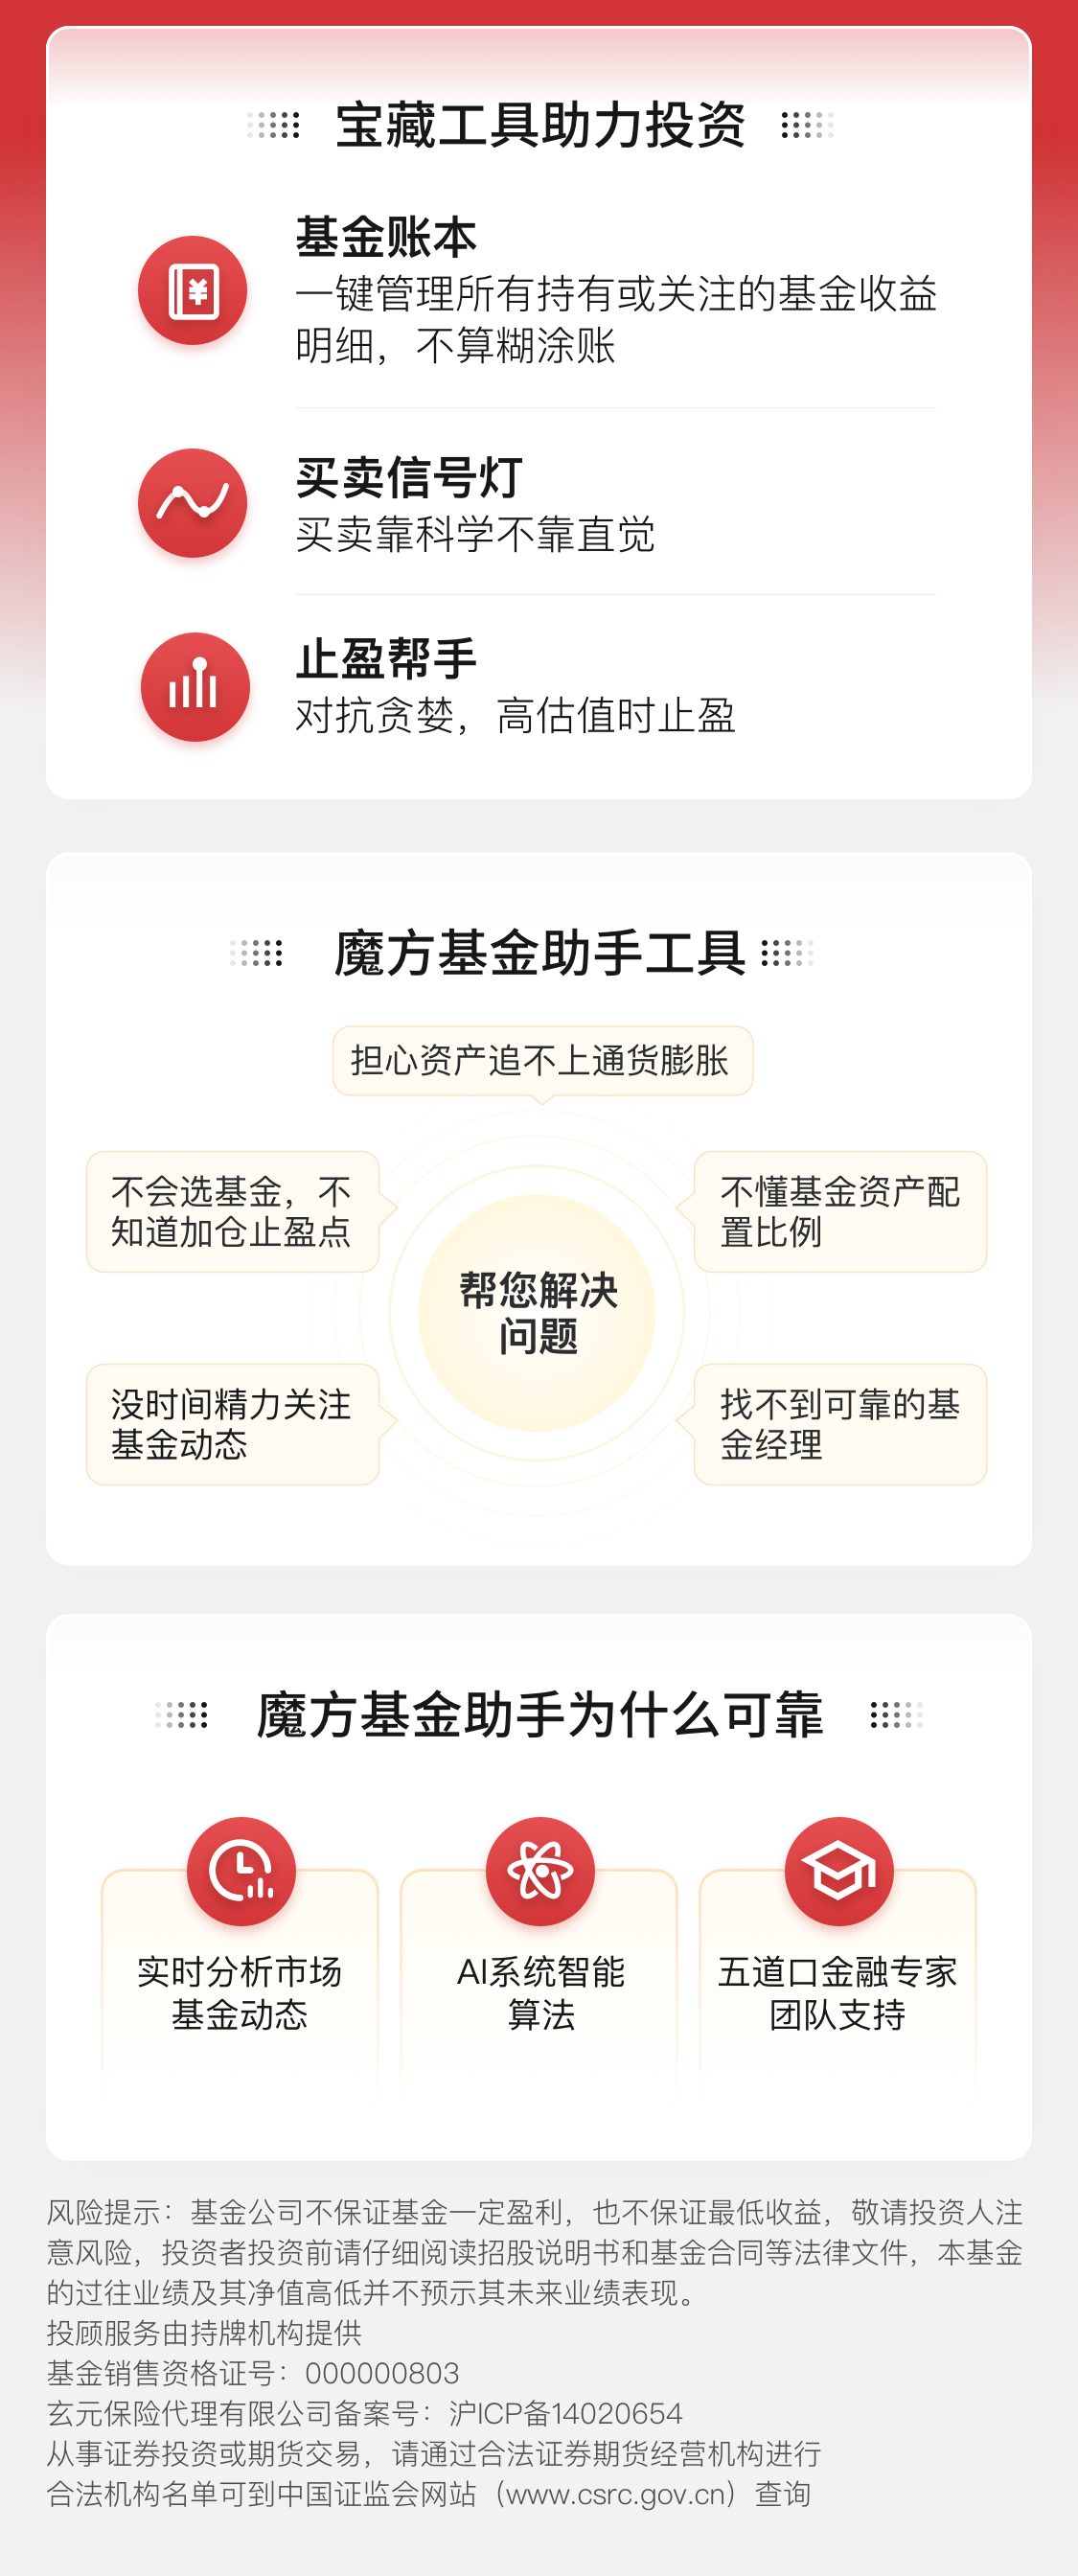 宝藏工具助力投资
基金账本
一键管理所有持有或关注的基金收益
明细，不算糊涂账
买卖信号灯
买卖靠科学不靠直觉
止盈帮手
对抗贪婪，高估值时止盈
魔方基金助手工具
担心资产追不上通货膨胀
不会选基金，不
知道加仓止盈点
不懂基金资产配
置比例
帮您解决
问题
没时间精力关注
基金动态
找不到可靠的基
金经理
魔方基金助手为什么可靠
实时分析市场
基金动态
AI系统智能
算法
五道口金融专家
团队支持
风险提示：基金公司不保证基金一定盈利，也不保证最低收益，敬请投资人注
意风险，投资者投资前请仔细阅读招股说明书和基金合同等法律文件，本基金
的过往业绩及其净值高低并不预示其未来业绩表现。
投顾服务由持牌机构提供
基金销售资格证号：000000803
玄元保险代理有限公司备案号：沪ICP备14020654
从事证券投资或期货交易，请通过合法证券期货经营机构进行
合法机构名单可到中国证监会网站（www.csrc.gov.cn）查询